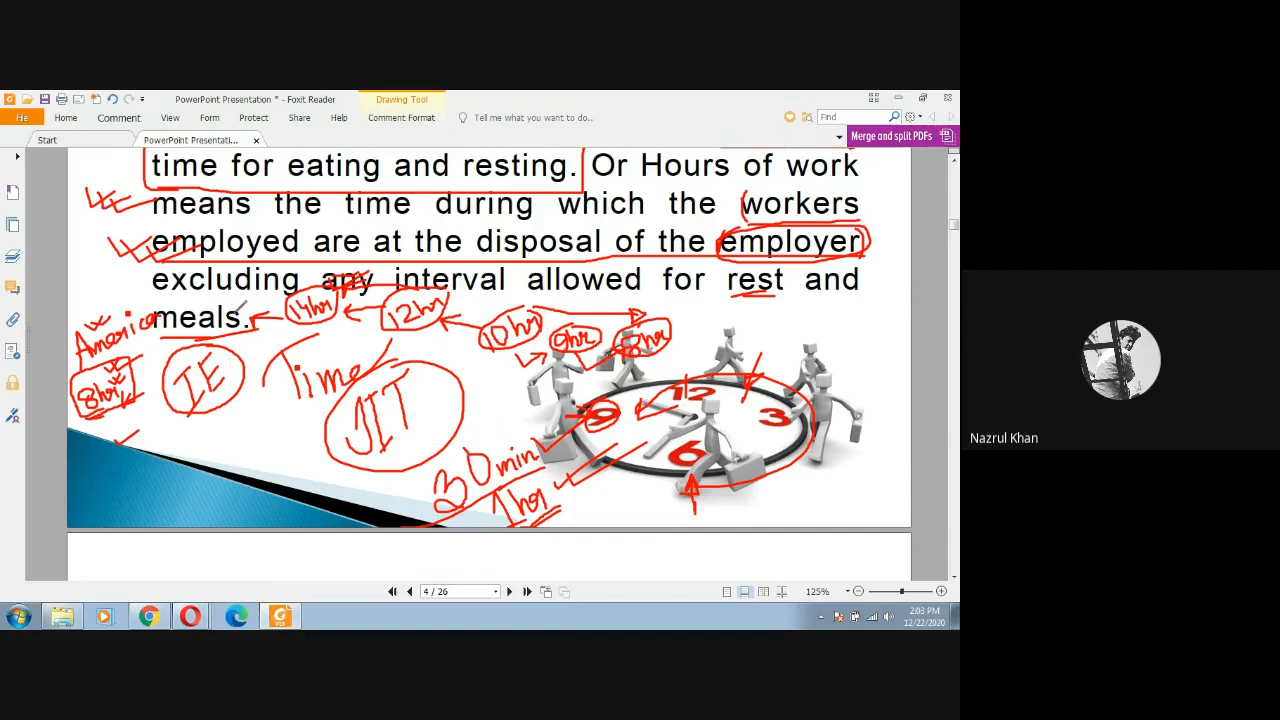 PowerPoint Presentation * - Foxit Reader
Drawing Tool
File
Home
Comment
View
Form
Protect
Share
Help
Comment Format
Tell me what you want to do..
Find
Start
PowerPoint Presentati...
Merge and split PDFs
time for eating and resting. Or Hours of work
means the time during which the workers
employed are at the disposal of the employer
excluding any interval allowed for rest and
meals.
14hr
12hr
10hr
9hr
8hr
America
8hr
IE
Time
JIT
12
9
3
6
30min
1hr
Nazrul Khan
4 / 26
125%
PDF
2:03 PM
12/22/2020